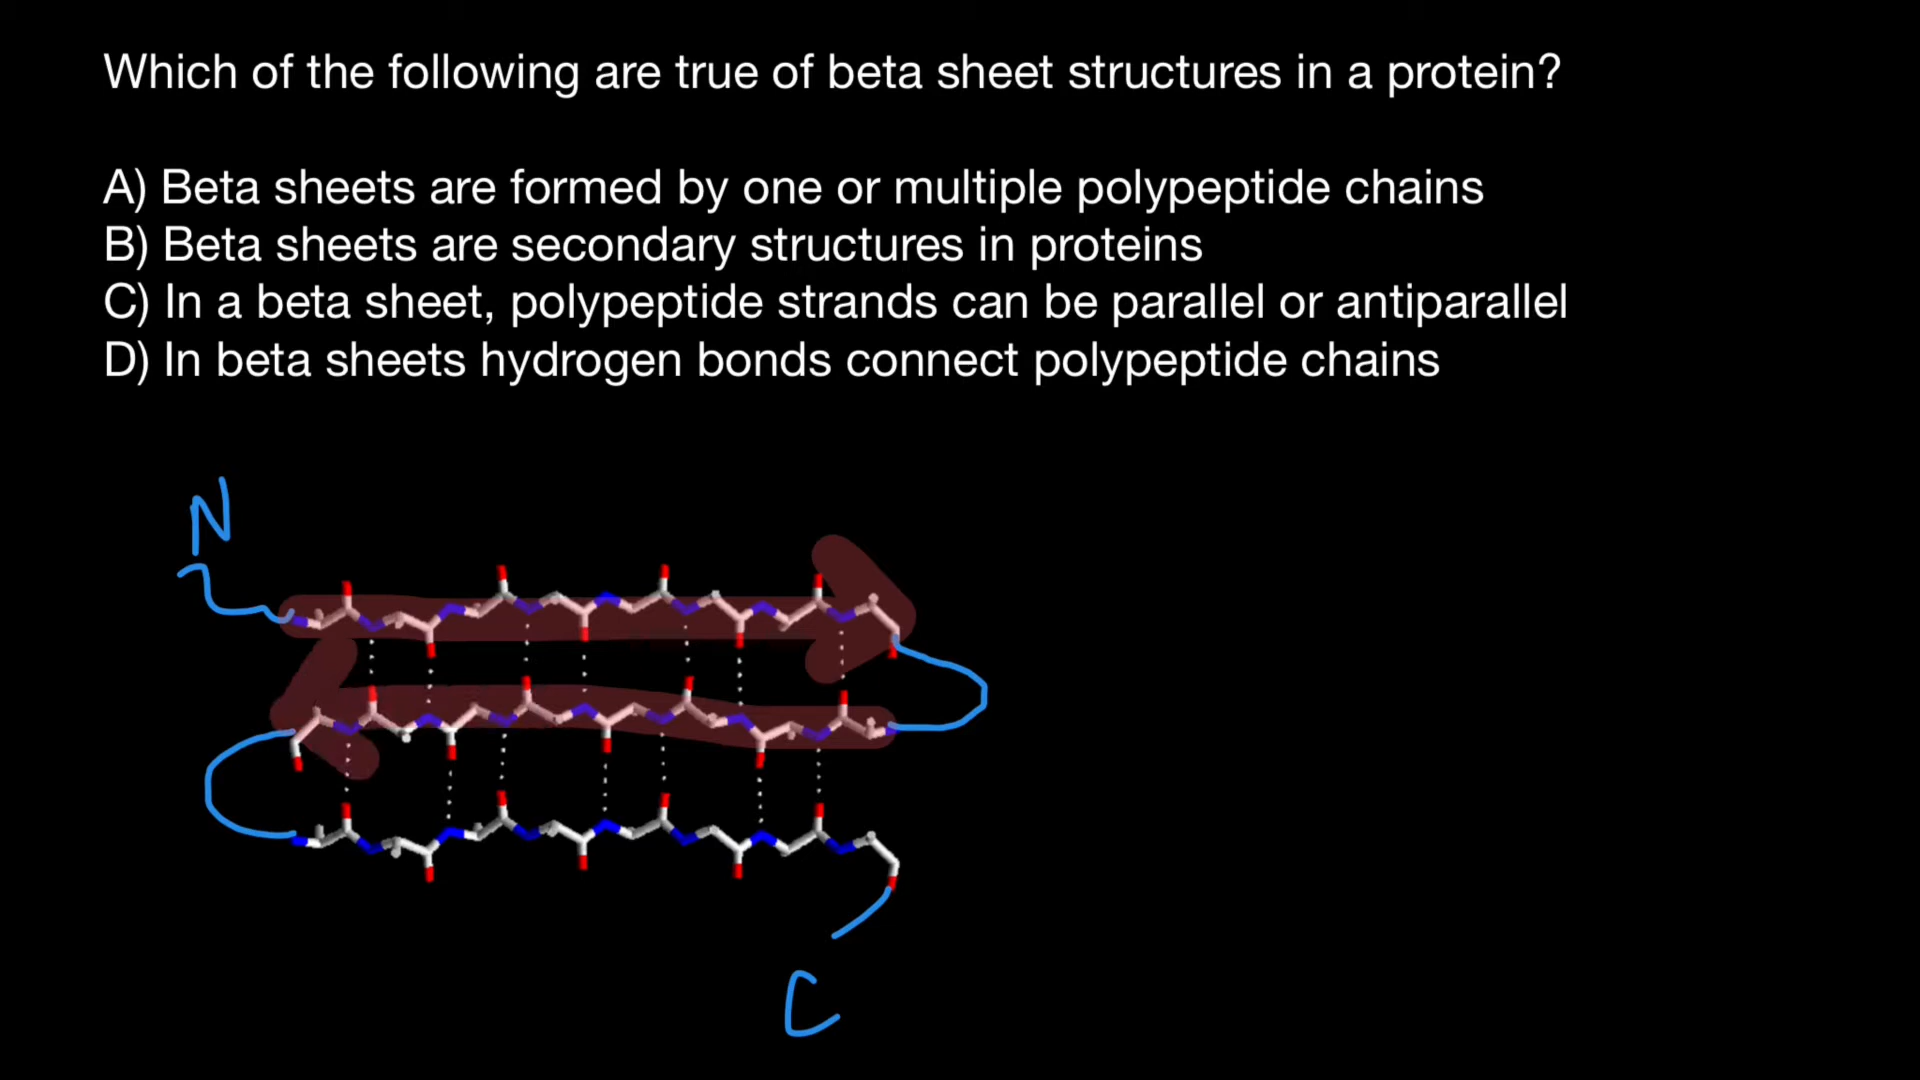 Which of the following are true of beta sheet structures in a protein?
A) Beta sheets are formed by one or multiple polypeptide chains
B) Beta sheets are secondary structures in proteins
C) In a beta sheet, polypeptide strands can be parallel or antiparallel
D) In beta sheets hydrogen bonds connect polypeptide chains
N
C